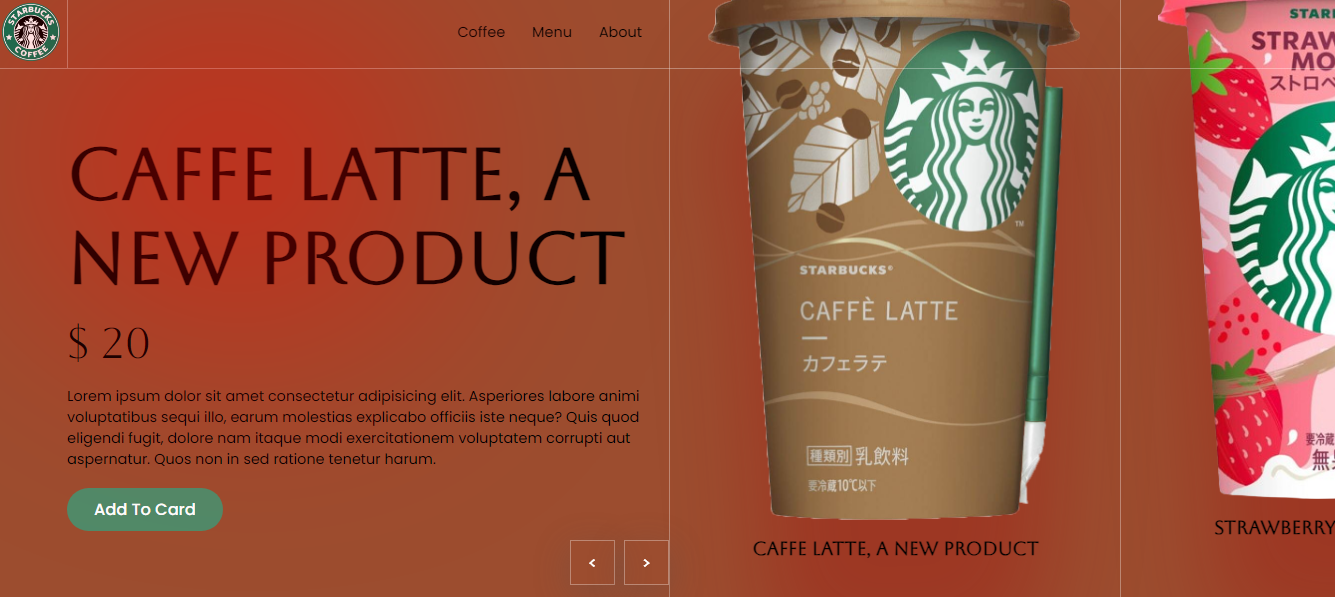 STARBUCKS
COFFEE
Coffee
Menu
About
CAFFE LATTE, A
NEW PRODUCT
$ 20
Lorem ipsum dolor sit amet consectetur adipisicing elit. Asperiores labore animi
voluptatibus sequi illo, earum molestias explicabo officiis iste neque? Quis quod
eligendi fugit, dolore nam itaque modi exercitationem voluptatem corrupti aut
aspernatur. Quos non in sed ratione tenetur harum.
Add To Card
<
>
TM
STARBUCKS®
CAFFÈ LATTE
カフェラテ
種類別 乳飲料
要冷蔵10℃以下
CAFFE LATTE, A NEW PRODUCT
STAR
STRAW
MO
ストロベ
要冷蔵
無
STRAWBERRY